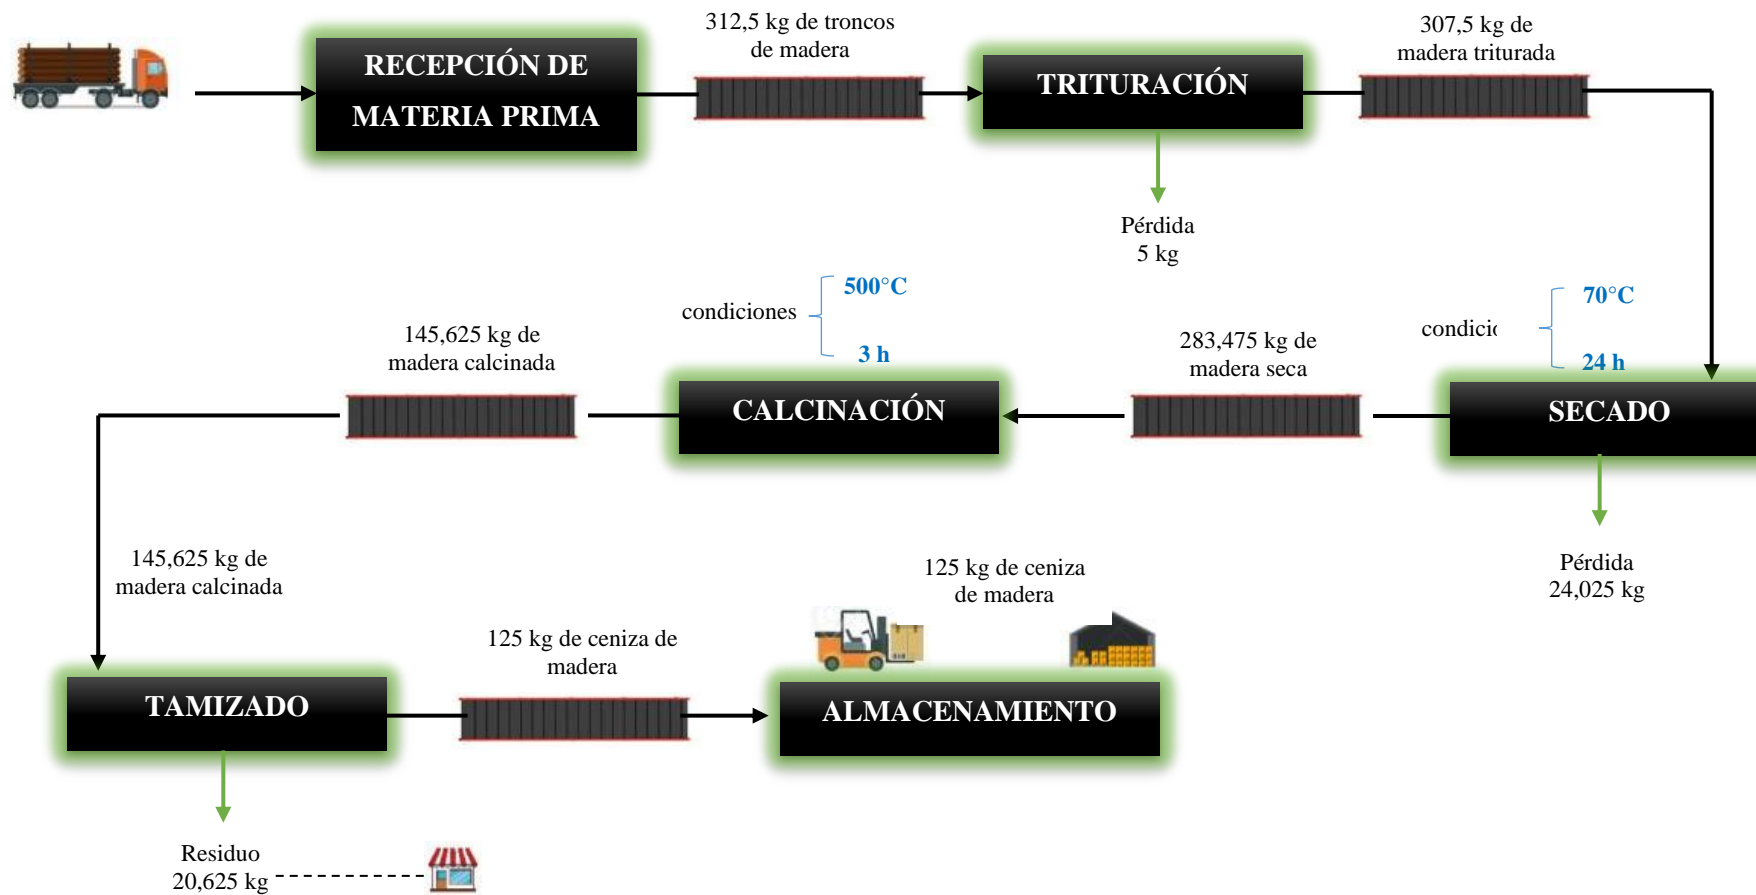 RECEPCIÓN DE
MATERIA PRIMA
312,5 kg de troncos
de madera
TRITURACIÓN
307,5 kg de
madera triturada
Pérdida
5 kg
condiciones
500°C
3 h
condici
70°C
24 h
145,625 kg de
madera calcinada
CALCINACIÓN
283,475 kg de
madera seca
SECADO
Pérdida
24,025 kg
145,625 kg de
madera calcinada
125 kg de ceniza
de madera
125 kg de ceniza de
madera
TAMIZADO
ALMACENAMIENTO
Residuo
20,625 kg